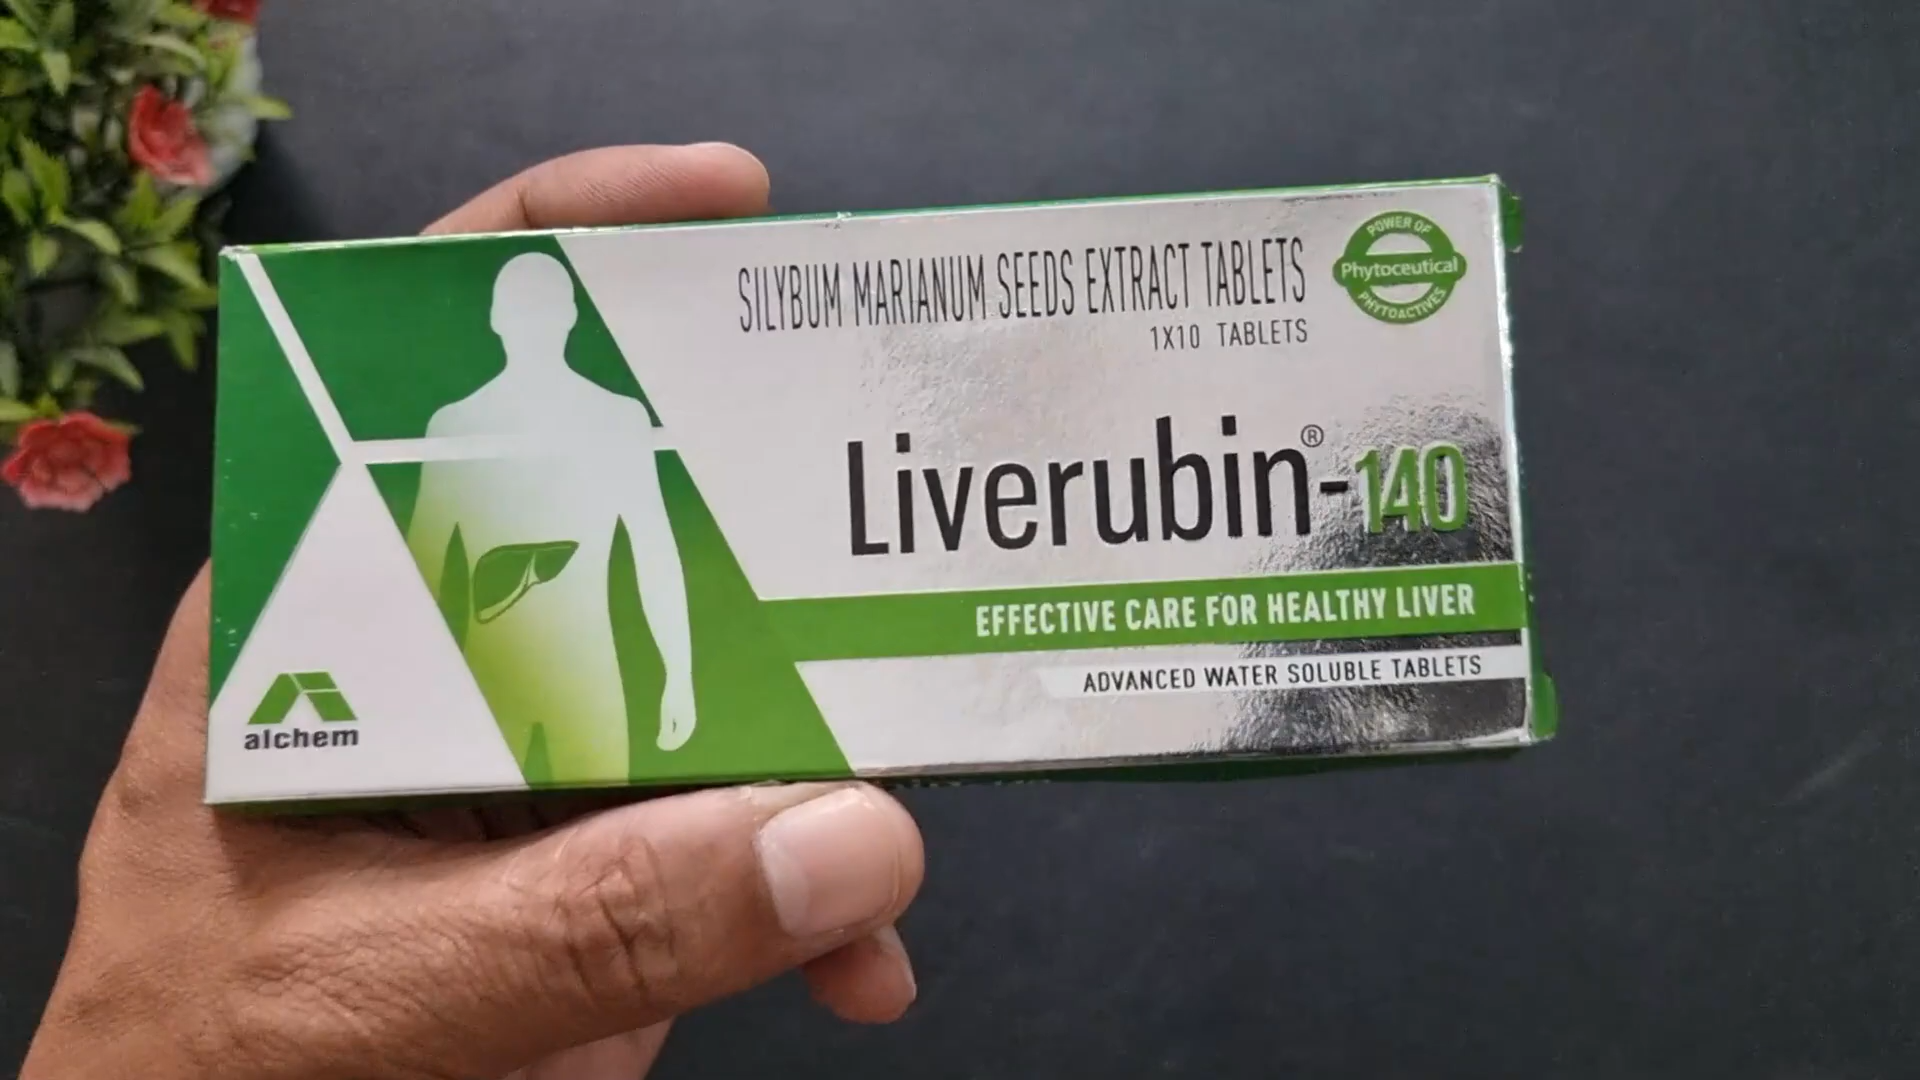 SILYBUM MARIANUM SEEDS EXTRACT TABLETS
1X10 TABLETS
POWER OF
Phytoceutical
PHYTOACTIVES
Liverubin®-140
EFFECTIVE CARE FOR HEALTHY LIVER
ADVANCED WATER SOLUBLE TABLETS
alchem